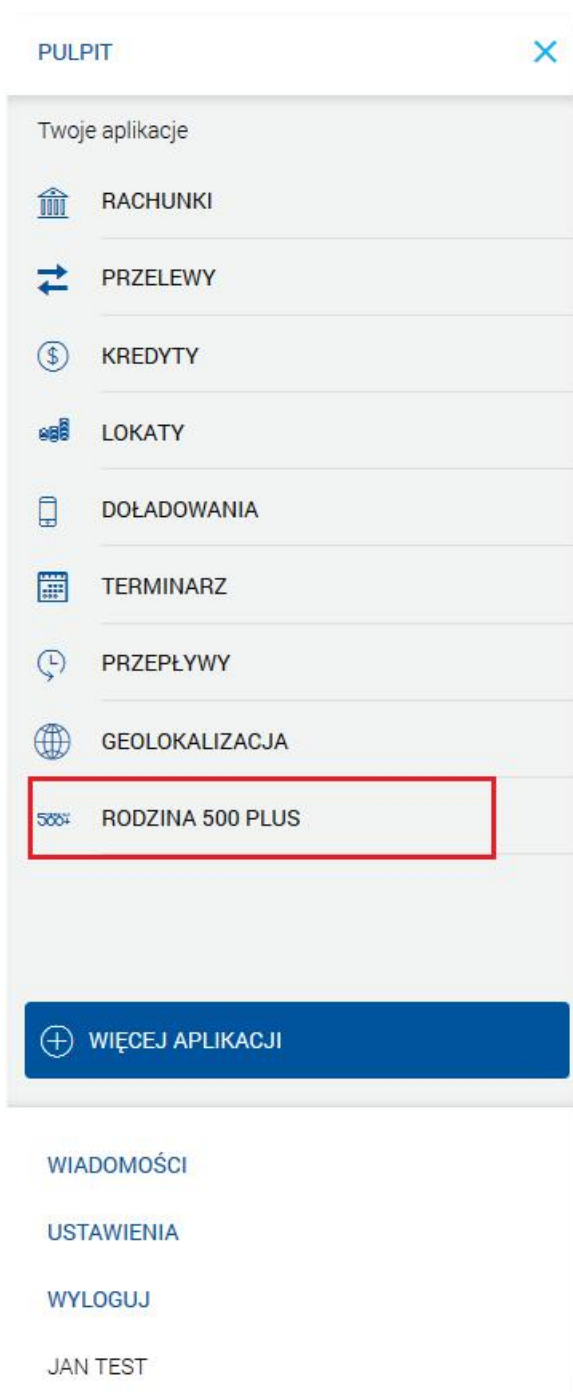 PULPIT
Twoje aplikacje
RACHUNKI
PRZELEWY
KREDYTY
LOKATY
DOŁADOWANIA
TERMINARZ
PRZEPŁYWY
GEOLOKALIZACJA
RODZINA 500 PLUS
WIĘCEJ APLIKACJI
WIADOMOŚCI
USTAWIENIA
WYLOGUJ
JAN TEST